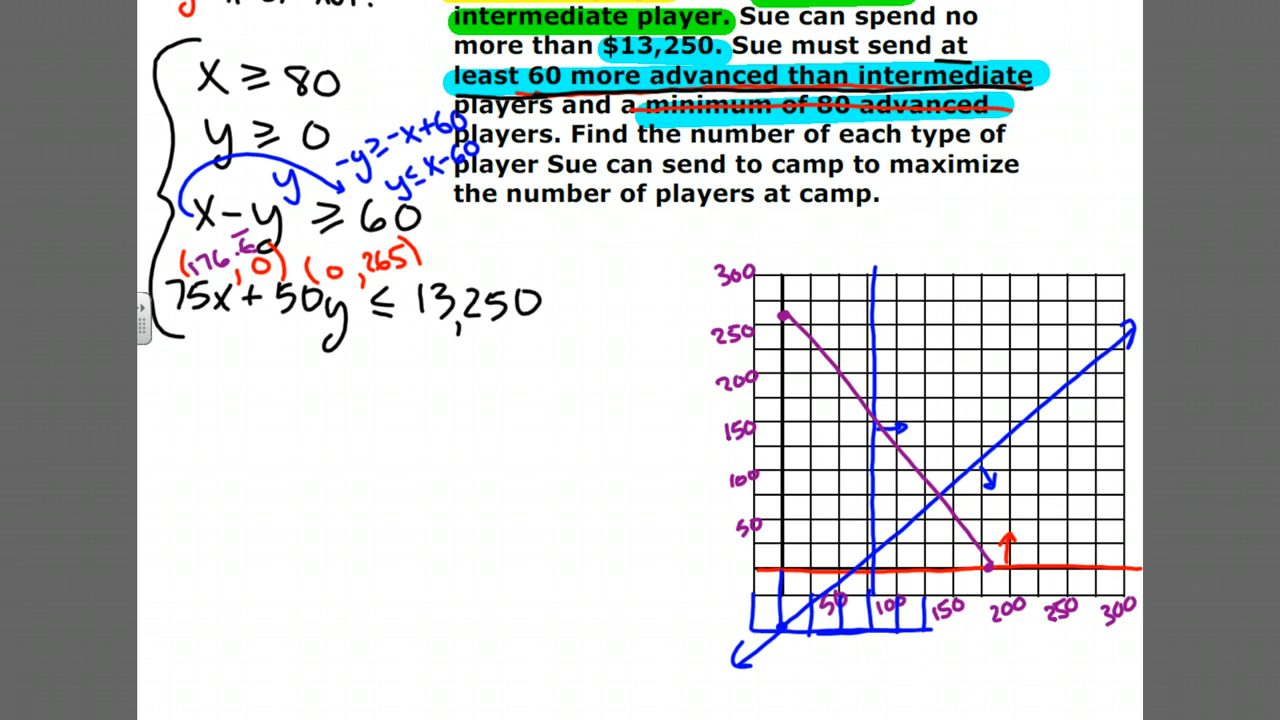 intermediate player. Sue can spend no
more than $13,250. Sue must send at
least 60 more advanced than intermediate
players and a minimum of 80 advanced
players. Find the number of each type of
player Sue can send to camp to maximize
the number of players at camp.
x ≥ 80
y ≥ 0
-y ≥ -x+60
y ≤ x-60
y
x - y ≥ 60
(176.6, 0) (0, 265)
75x + 50y ≤ 13,250
300
250
200
150
100
50
50 100 150 200 250 300